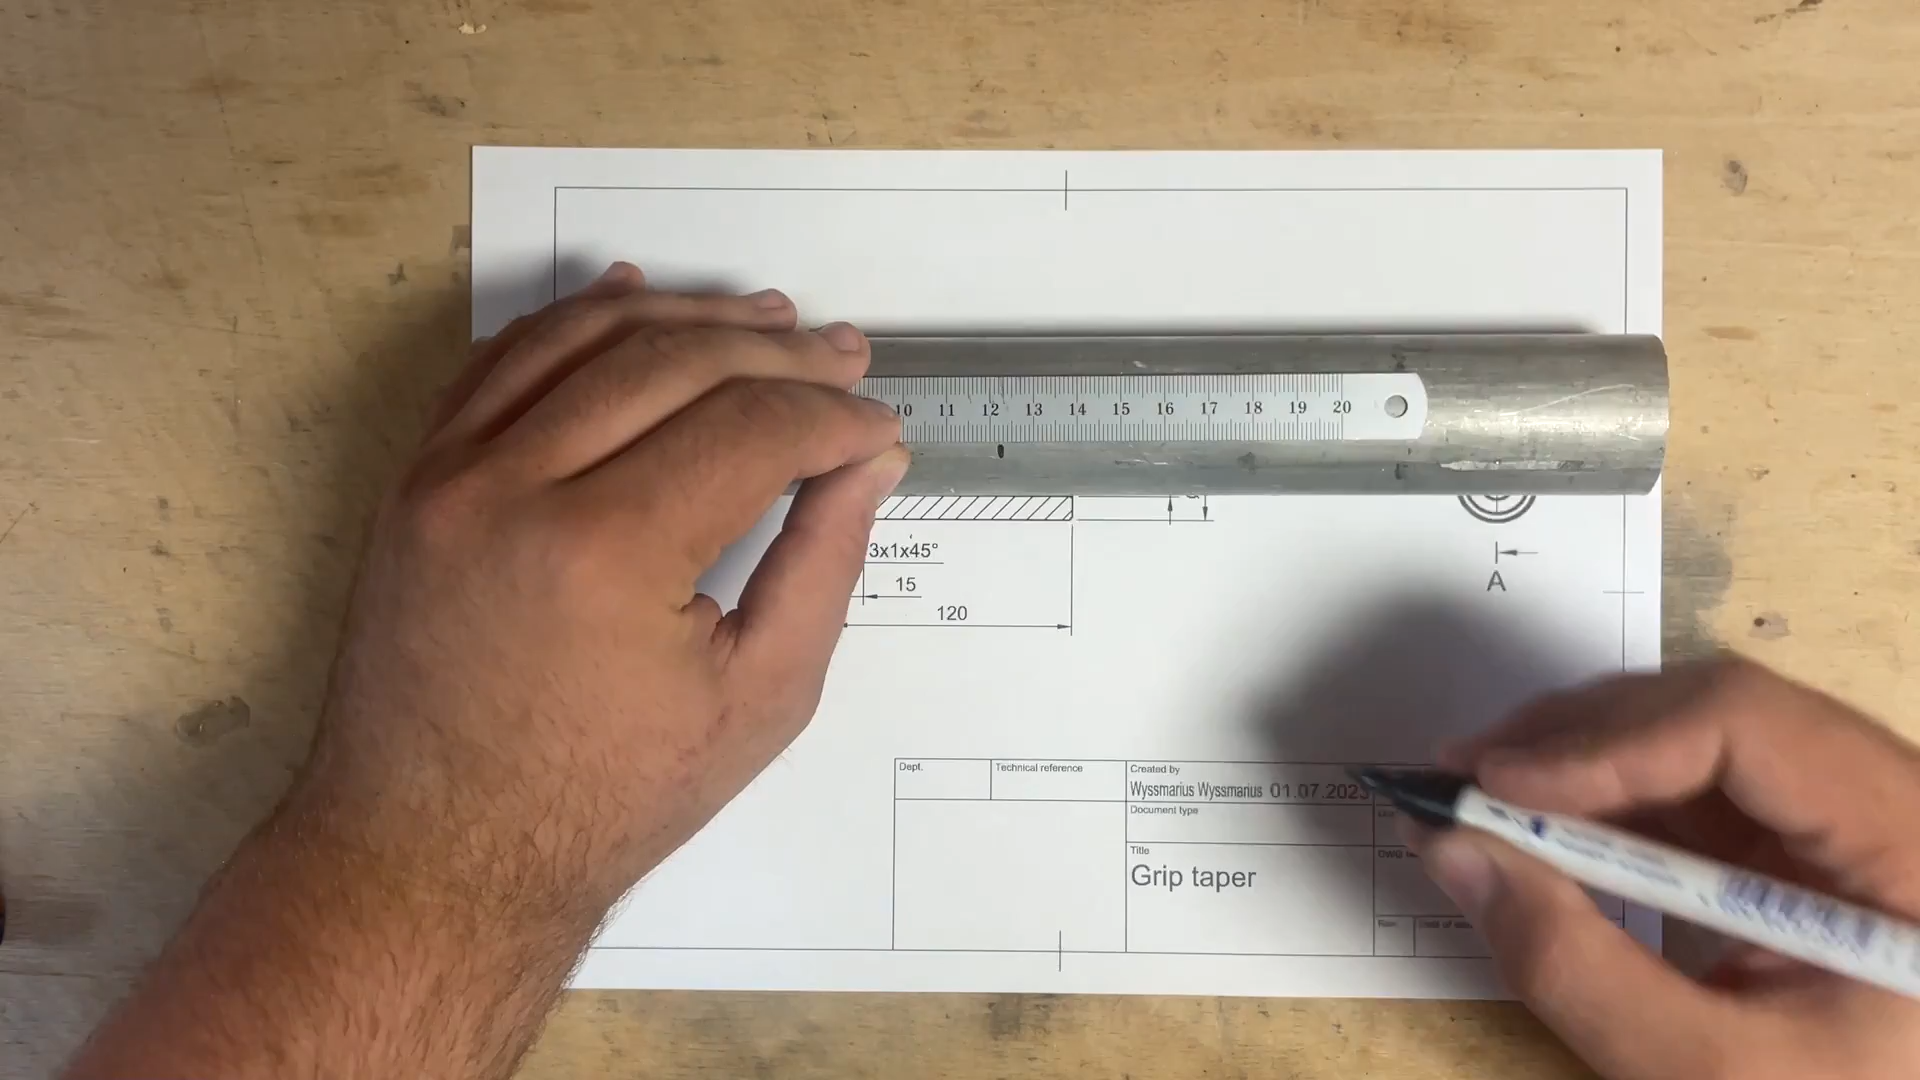 10 11 12 13 14 15 16 17 18 19 20
3x1x45°
15
120
A
Dept.
Technical reference
Created by
Wyssmarius Wyssmarius 01.07.2023
Document type
Title
Grip taper